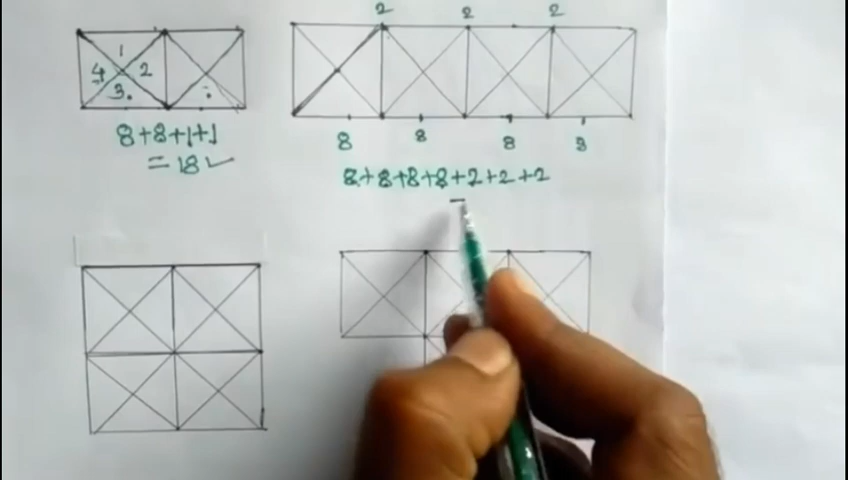 2 2 2
1
4 2
3.
8 8 8 8
8+8+1+1
= 18 ✓
8+8+8+8+2+2+2